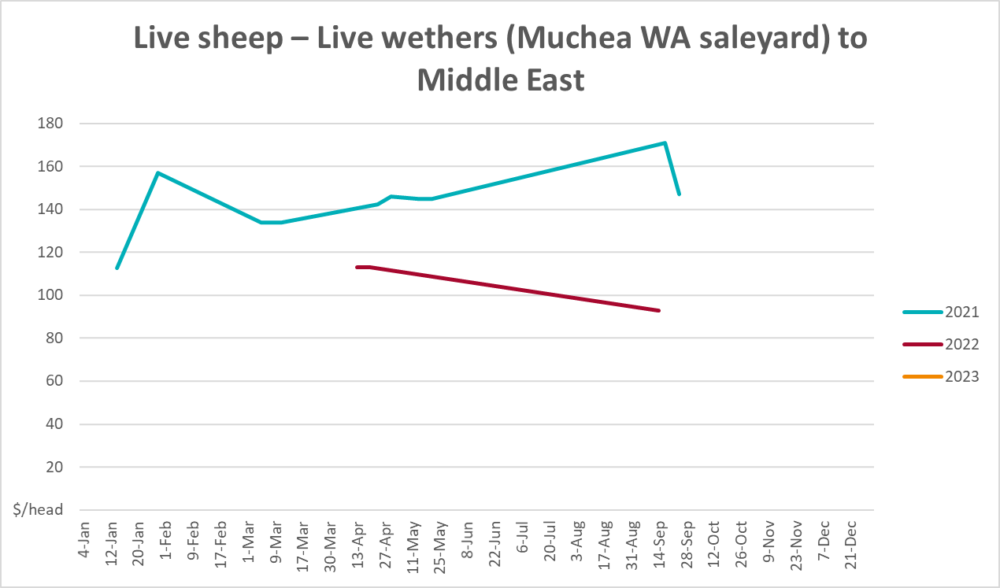 Live sheep – Live wethers (Muchea WA saleyard) to
Middle East
180
160
140
120
100
80
60
40
20
$/head
4-Jan
12-Jan
20-Jan
1-Feb
9-Feb
17-Feb
1-Mar
9-Mar
17-Mar
30-Mar
13-Apr
27-Apr
11-May
25-May
8-Jun
22-Jun
6-Jul
20-Jul
3-Aug
17-Aug
31-Aug
14-Sep
28-Sep
12-Oct
26-Oct
9-Nov
23-Nov
7-Dec
21-Dec
2021
2022
2023